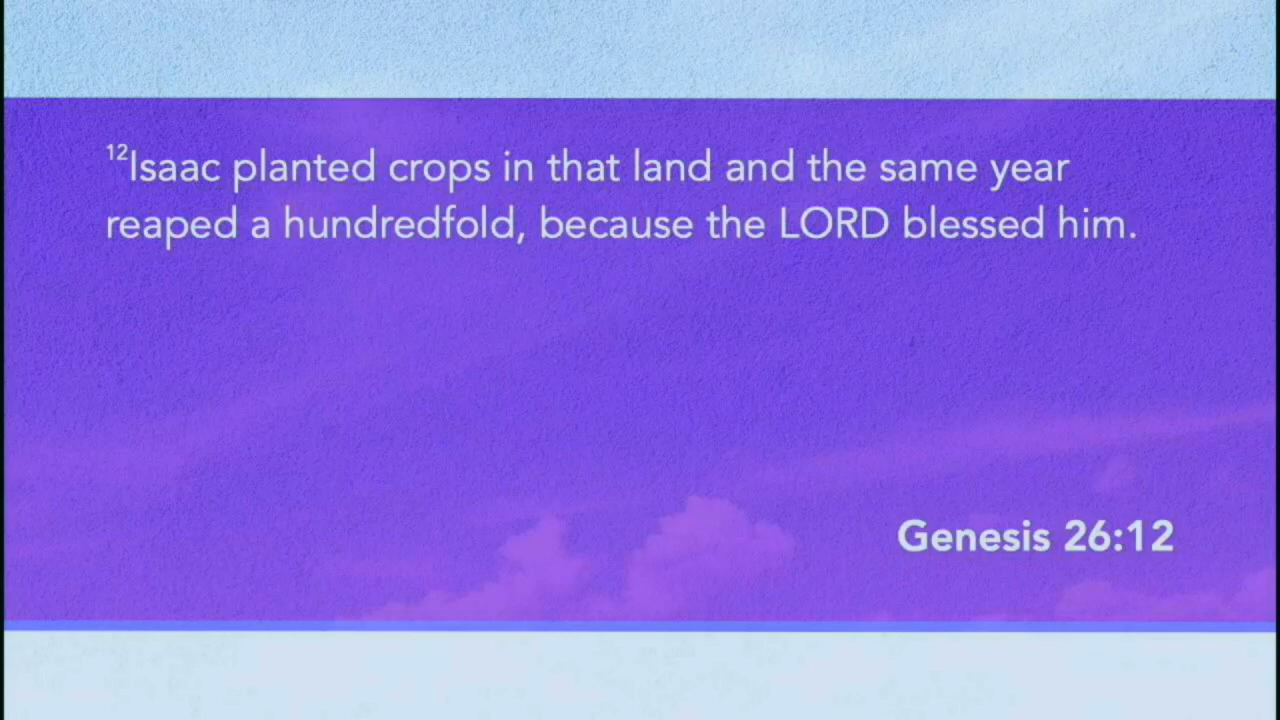 ¹²Isaac planted crops in that land and the same year
reaped a hundredfold, because the LORD blessed him.
Genesis 26:12